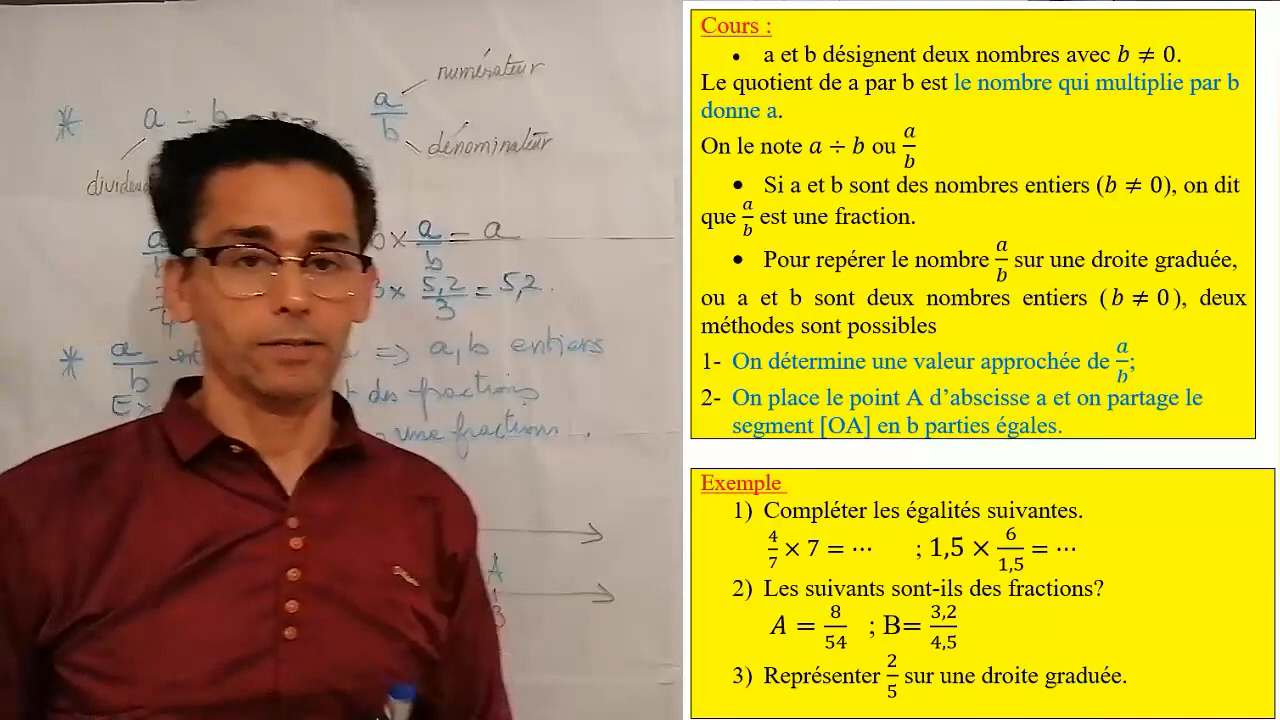 numérateur
* a ÷ b a/b
dénominateur
b × a/b = a
3 × 5,2/3 = 5,2.
* a/b => a, b entiers
Ex des fractions
une fractions.
A
Cours :
• a et b désignent deux nombres avec b ≠ 0.
Le quotient de a par b est le nombre qui multiplie par b
donne a.
On le note a ÷ b ou a/b
• Si a et b sont des nombres entiers (b ≠ 0), on dit
que a/b est une fraction.
• Pour repérer le nombre a/b sur une droite graduée,
ou a et b sont deux nombres entiers (b ≠ 0), deux
méthodes sont possibles
1- On détermine une valeur approchée de a/b;
2- On place le point A d’abscisse a et on partage le
segment [OA] en b parties égales.
Exemple
1) Compléter les égalités suivantes.
4/7 × 7 = ⋯ ; 1,5 × 6/1,5 = ⋯
2) Les suivants sont-ils des fractions?
A = 8/54 ; B= 3,2/4,5
3) Représenter 2/5 sur une droite graduée.